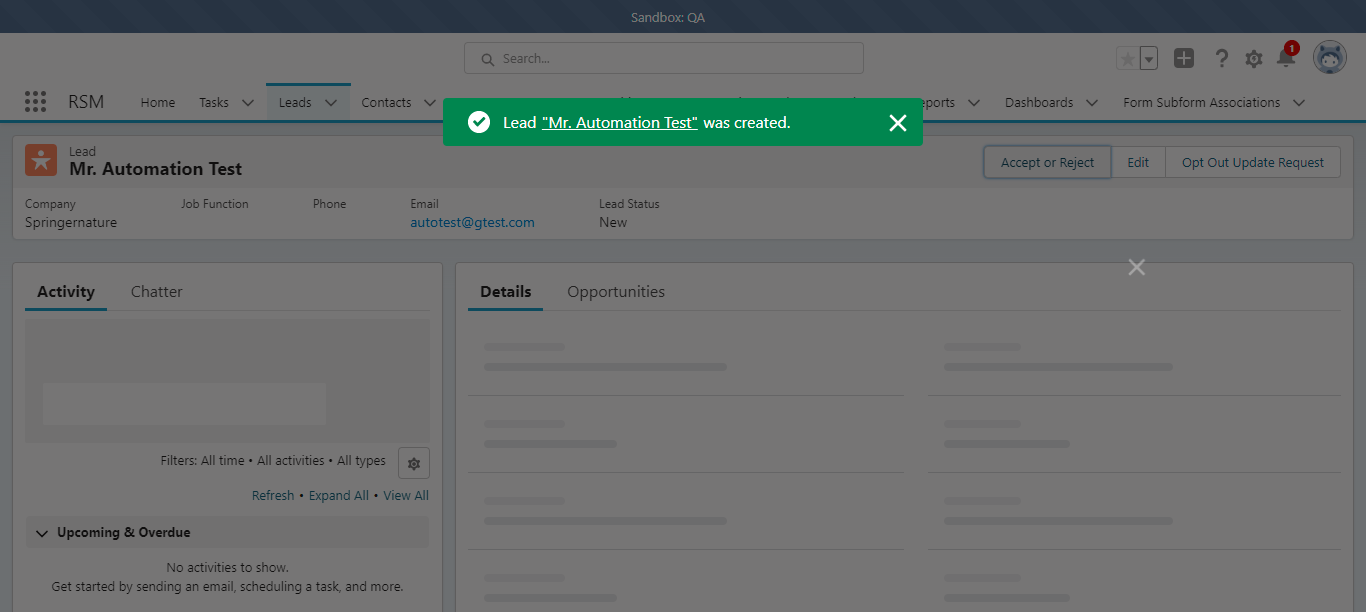 Sandbox: QA
Search...
1
RSM
Home
Tasks
Leads
Contacts
ports
Dashboards
Form Subform Associations
Lead "Mr. Automation Test" was created.
Lead
Mr. Automation Test
Accept or Reject
Edit
Opt Out Update Request
Company
Job Function
Phone
Email
Lead Status
Springernature
autotest@gtest.com
New
Activity
Chatter
Details
Opportunities
Filters: All time • All activities • All types
Refresh • Expand All • View All
Upcoming & Overdue
No activities to show.
Get started by sending an email, scheduling a task, and more.